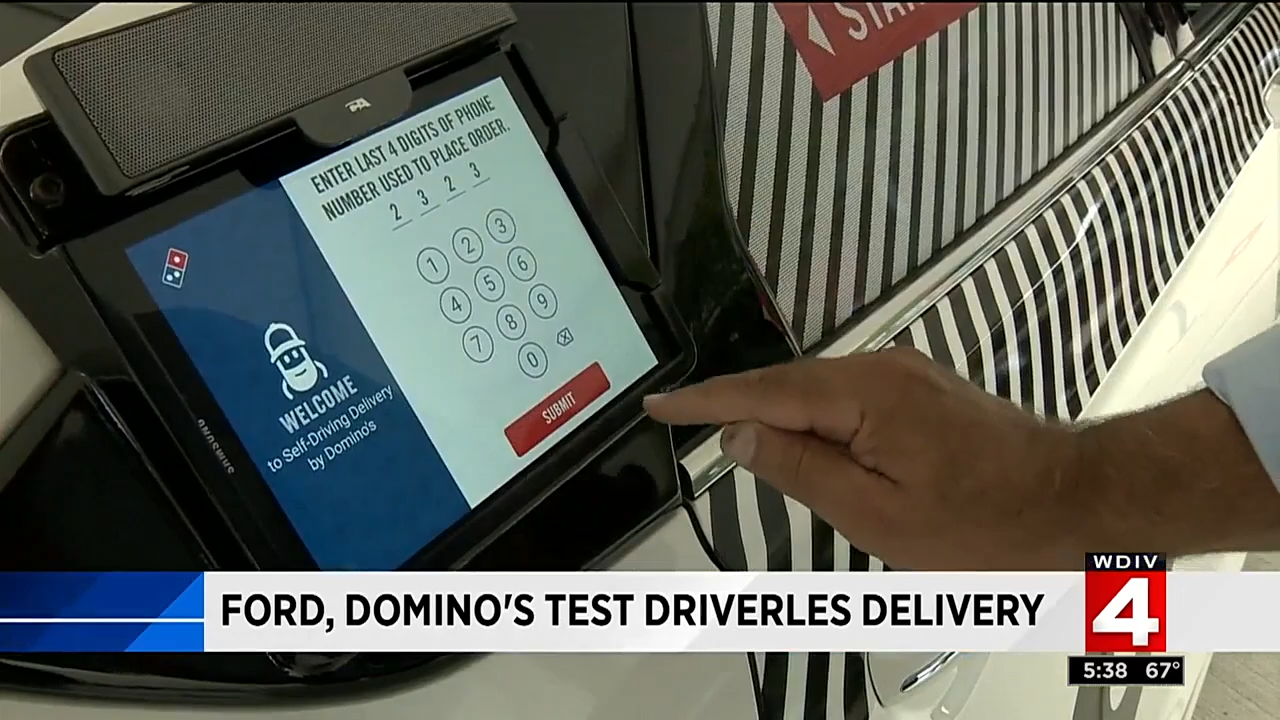 ENTER LAST 4 DIGITS OF PHONE
NUMBER USED TO PLACE ORDER.
2 3 2 3
1 2 3
4 5 6
7 8 9
0
SUBMIT
WELCOME
to Self-Driving Delivery
by Domino's
SAMSUNG
FORD, DOMINO'S TEST DRIVERLES DELIVERY
WDIV
4
5:38 67°